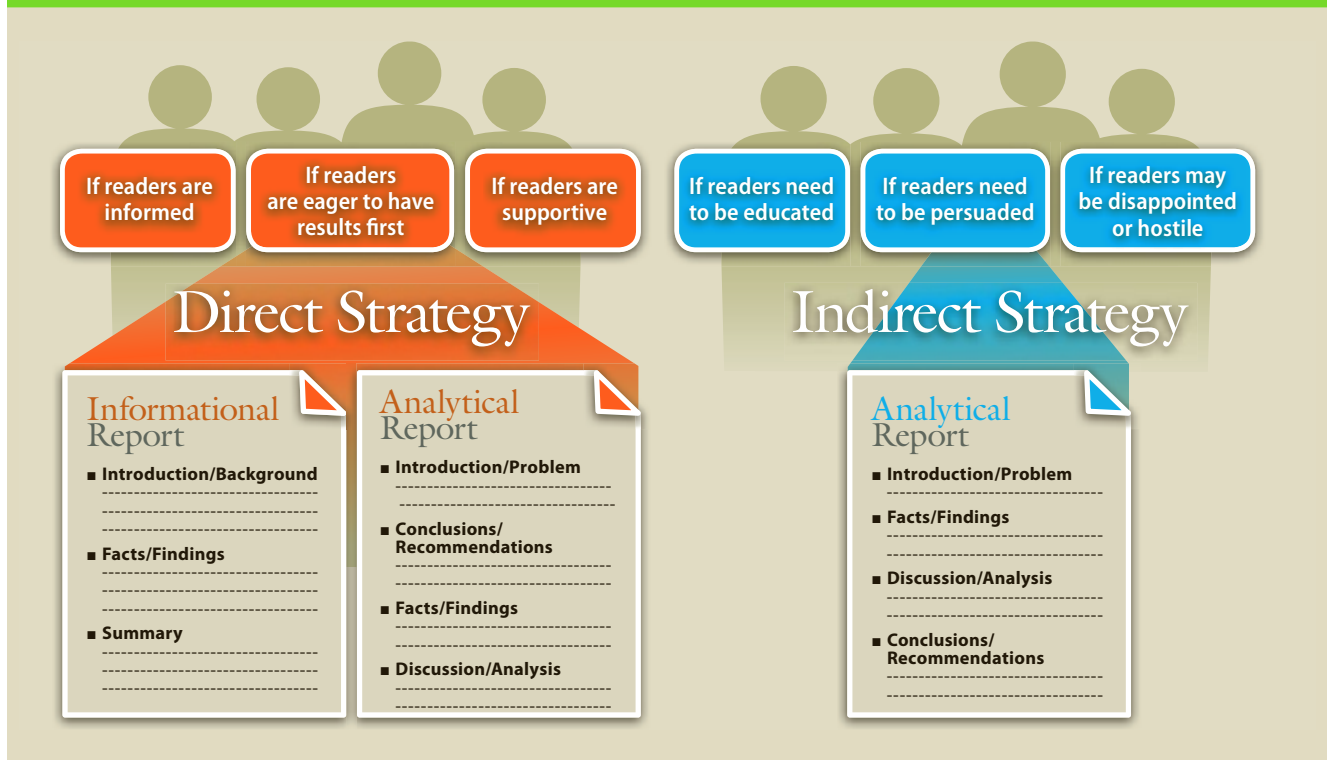 If readers are
informed
If readers
are eager to have
results first
If readers are
supportive
Direct Strategy
Informational
Report
■ Introduction/Background
■ Facts/Findings
■ Summary
Analytical
Report
■ Introduction/Problem
■ Conclusions/
Recommendations
■ Facts/Findings
■ Discussion/Analysis
If readers need
to be educated
If readers need
to be persuaded
If readers may
be disappointed
or hostile
Indirect Strategy
Analytical
Report
■ Introduction/Problem
■ Facts/Findings
■ Discussion/Analysis
■ Conclusions/
Recommendations